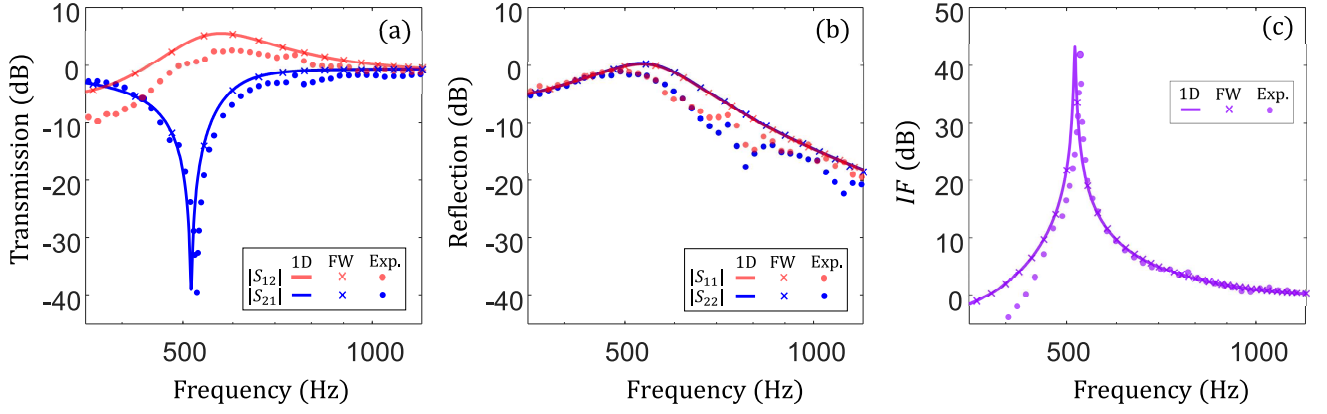 (a)
Transmission (dB)
10
0
-10
-20
-30
-40
1D FW Exp.
|S12|
|S21|
500 1000
Frequency (Hz)
(b)
Reflection (dB)
10
0
-10
-20
-30
-40
1D FW Exp.
|S11|
|S22|
500 1000
Frequency (Hz)
(c)
IF (dB)
50
40
30
20
10
0
1D FW Exp.
500 1000
Frequency (Hz)